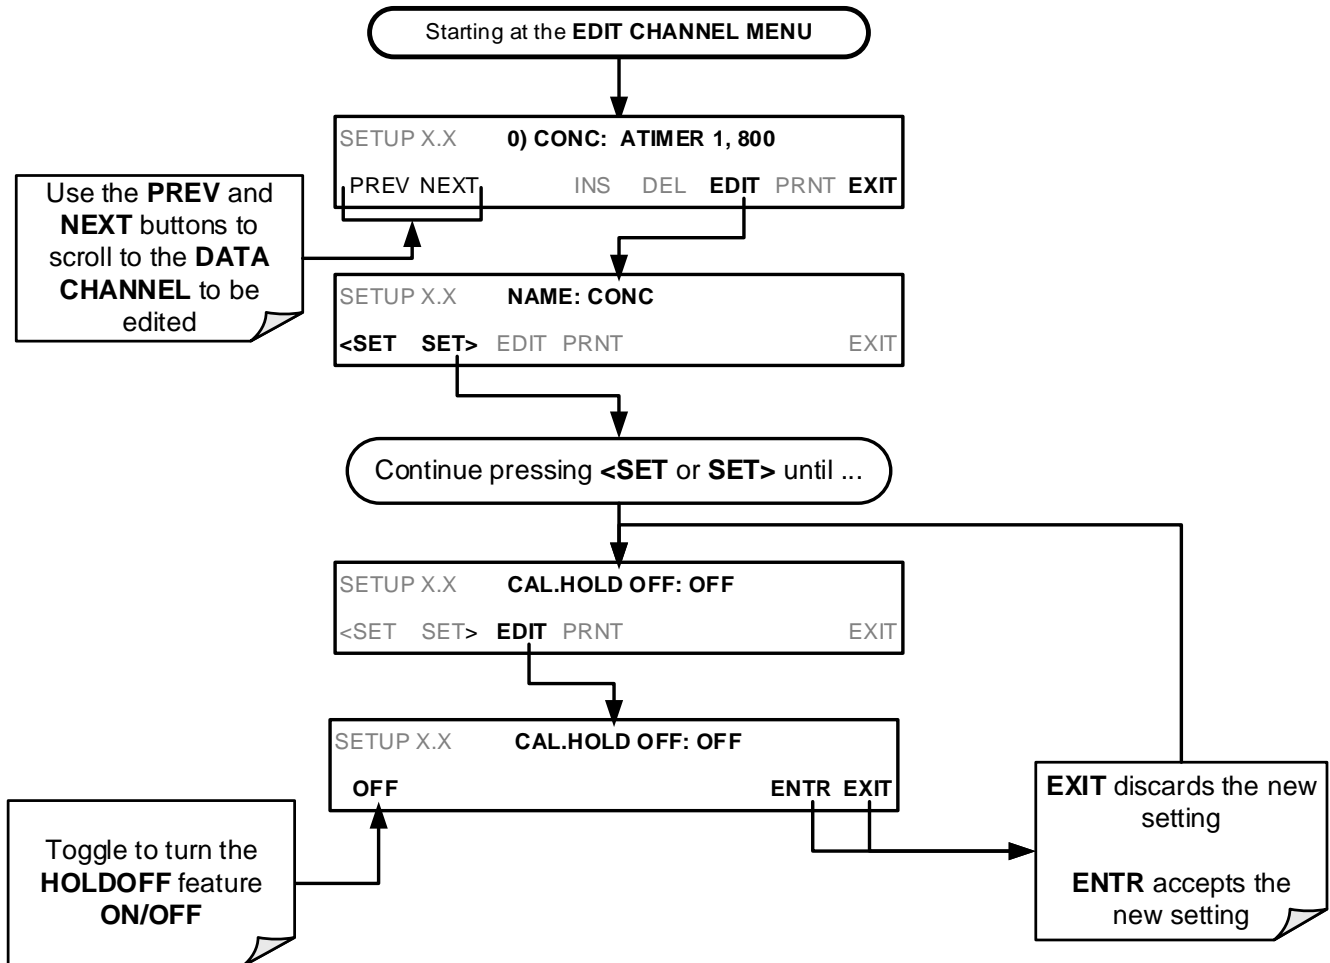 Starting at the EDIT CHANNEL MENU
SETUP X.X 0) CONC: ATIMER 1, 800
PREV NEXT INS DEL EDIT PRNT EXIT
Use the PREV and
NEXT buttons to
scroll to the DATA
CHANNEL to be
edited
SETUP X.X NAME: CONC
<SET SET> EDIT PRNT EXIT
Continue pressing <SET or SET> until ...
SETUP X.X CAL.HOLD OFF: OFF
<SET SET> EDIT PRNT EXIT
SETUP X.X CAL.HOLD OFF: OFF
OFF ENTR EXIT
Toggle to turn the
HOLDOFF feature
ON/OFF
EXIT discards the new
setting
ENTR accepts the
new setting